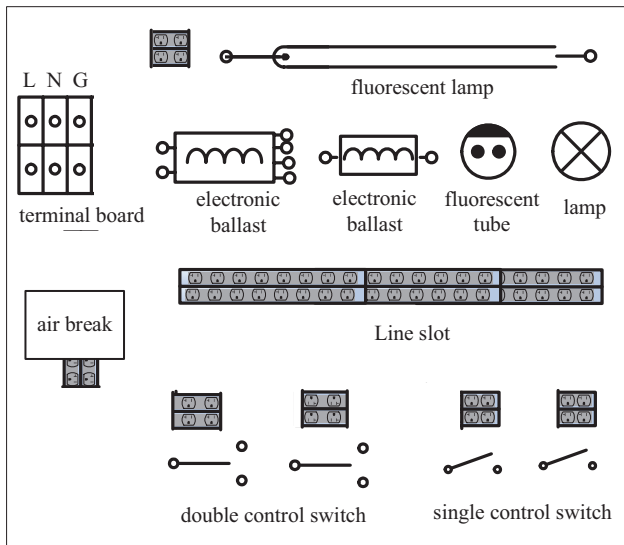 fluorescent lamp
L N G
terminal board
electronic
ballast
electronic
ballast
fluorescent
tube
lamp
air break
Line slot
double control switch
single control switch